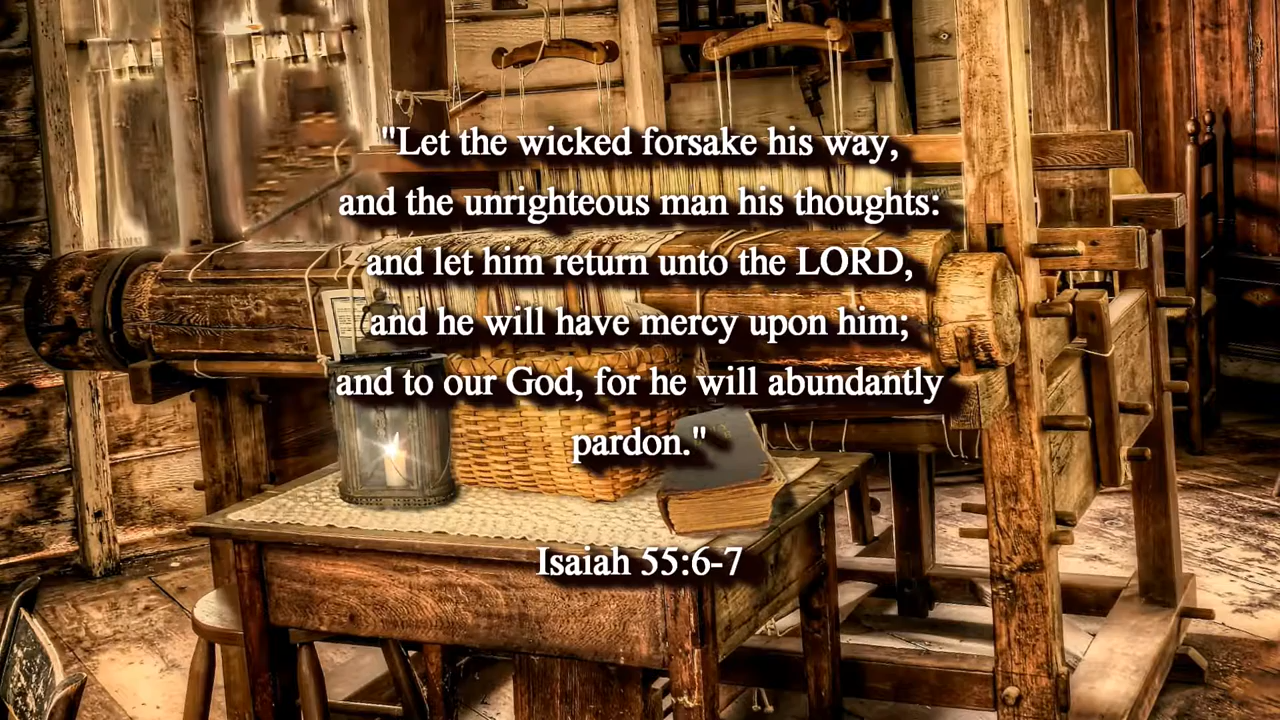 "Let the wicked forsake his way,
and the unrighteous man his thoughts:
and let him return unto the LORD,
and he will have mercy upon him;
and to our God, for he will abundantly
pardon."
Isaiah 55:6-7